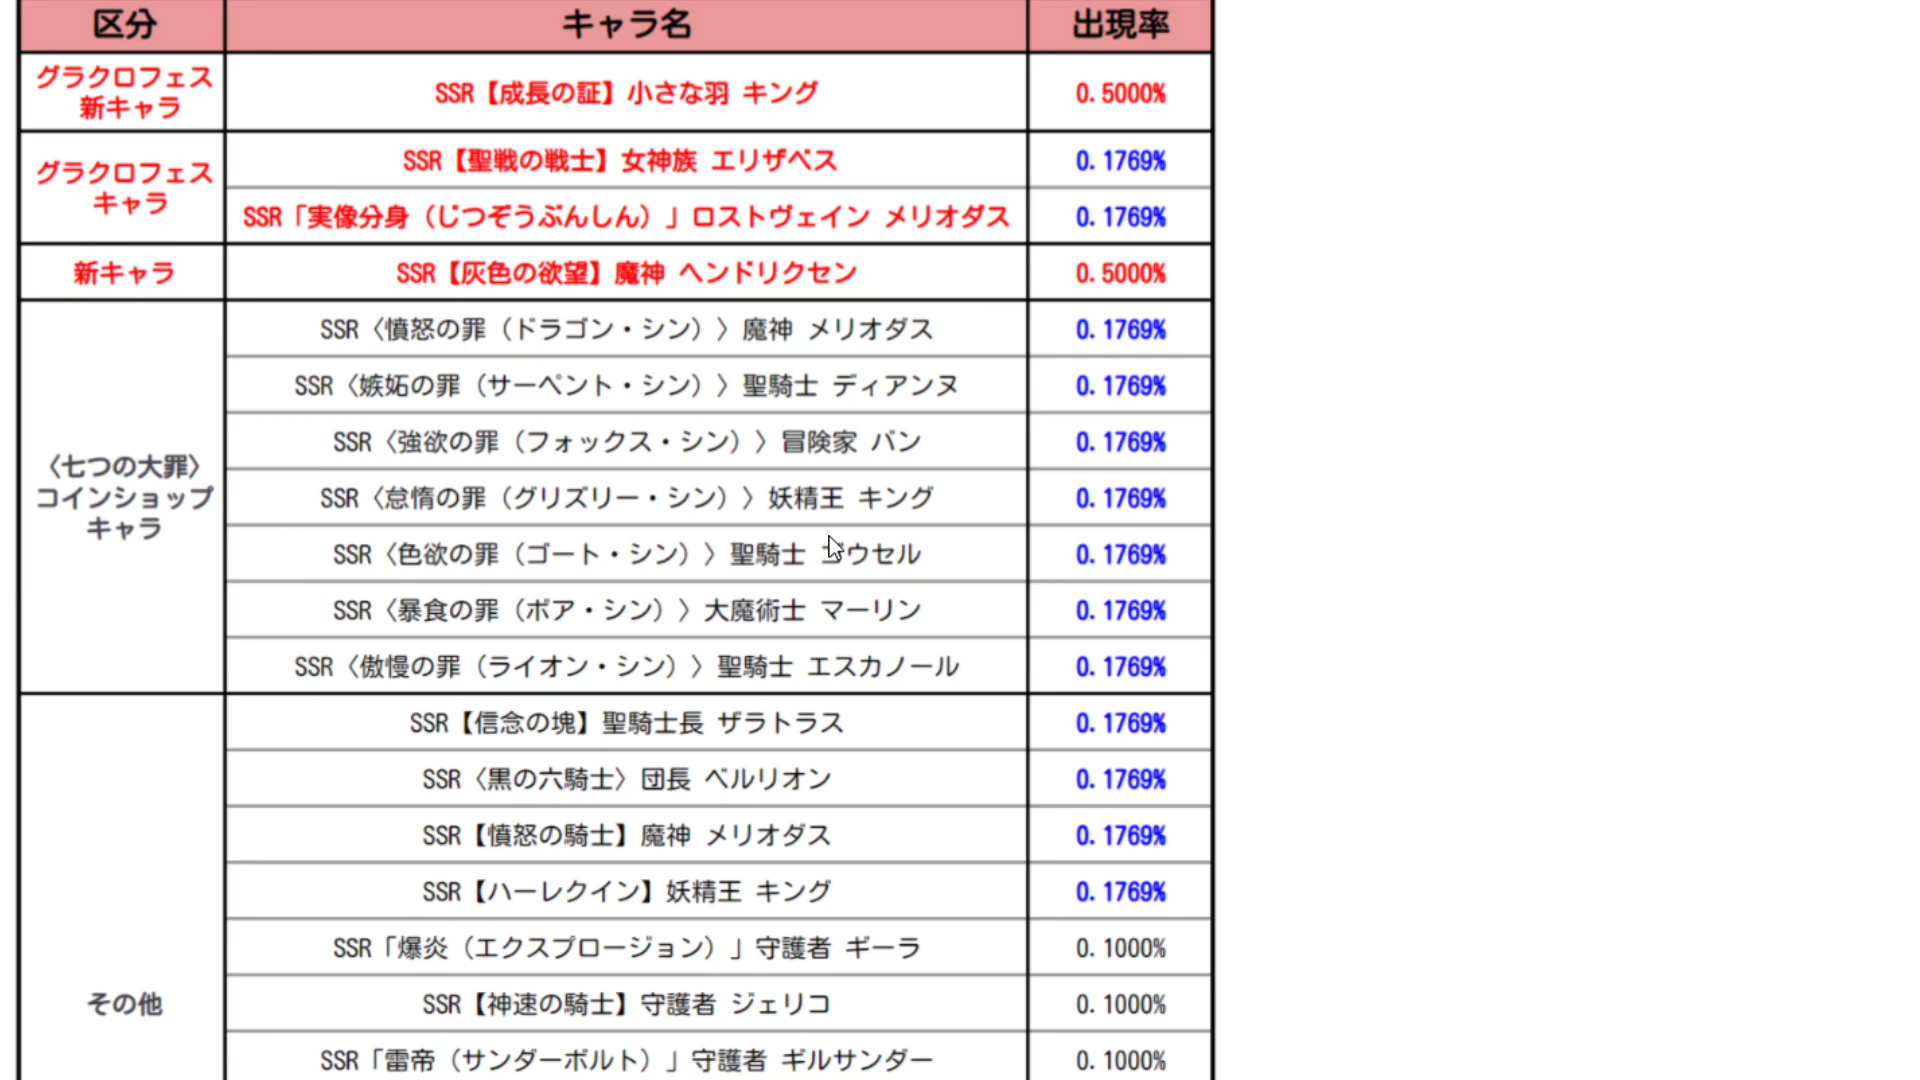 区分 キャラ名 出現率
グラクロフェス
新キャラ
SSR【成長の証】小さな羽 キング 0.5000%
グラクロフェス
キャラ
SSR【聖戦の戦士】女神族 エリザベス 0.1769%
SSR「実像分身（じつぞうぶんしん）」ロストヴェイン メリオダス 0.1769%
新キャラ SSR【灰色の欲望】魔神 ヘンドリクセン 0.5000%
〈七つの大罪〉
コインショップ
キャラ
SSR〈憤怒の罪（ドラゴン・シン）〉魔神 メリオダス 0.1769%
SSR〈嫉妬の罪（サーペント・シン）〉聖騎士 ディアンヌ 0.1769%
SSR〈強欲の罪（フォックス・シン）〉冒険家 バン 0.1769%
SSR〈怠惰の罪（グリズリー・シン）〉妖精王 キング 0.1769%
SSR〈色欲の罪（ゴート・シン）〉聖騎士 ゴウセル 0.1769%
SSR〈暴食の罪（ボア・シン）〉大魔術士 マーリン 0.1769%
SSR〈傲慢の罪（ライオン・シン）〉聖騎士 エスカノール 0.1769%
その他
SSR【信念の塊】聖騎士長 ザラトラス 0.1769%
SSR〈黒の六騎士〉団長 ベルリオン 0.1769%
SSR【憤怒の騎士】魔神 メリオダス 0.1769%
SSR【ハーレクイン】妖精王 キング 0.1769%
SSR「爆炎（エクスプロージョン）」守護者 ギーラ 0.1000%
SSR【神速の騎士】守護者 ジェリコ 0.1000%
SSR「雷帝（サンダーボルト）」守護者 ギルサンダー 0.1000%